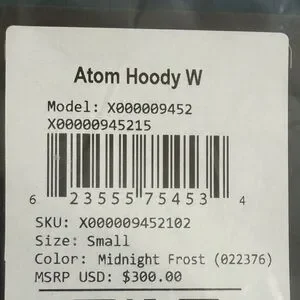 Atom Hoody W
Model: X000009452
X00000945215
6 23555 75453 4
SKU: X000009452102
Size: Small
Color: Midnight Frost (022376)
MSRP USD: $300.00